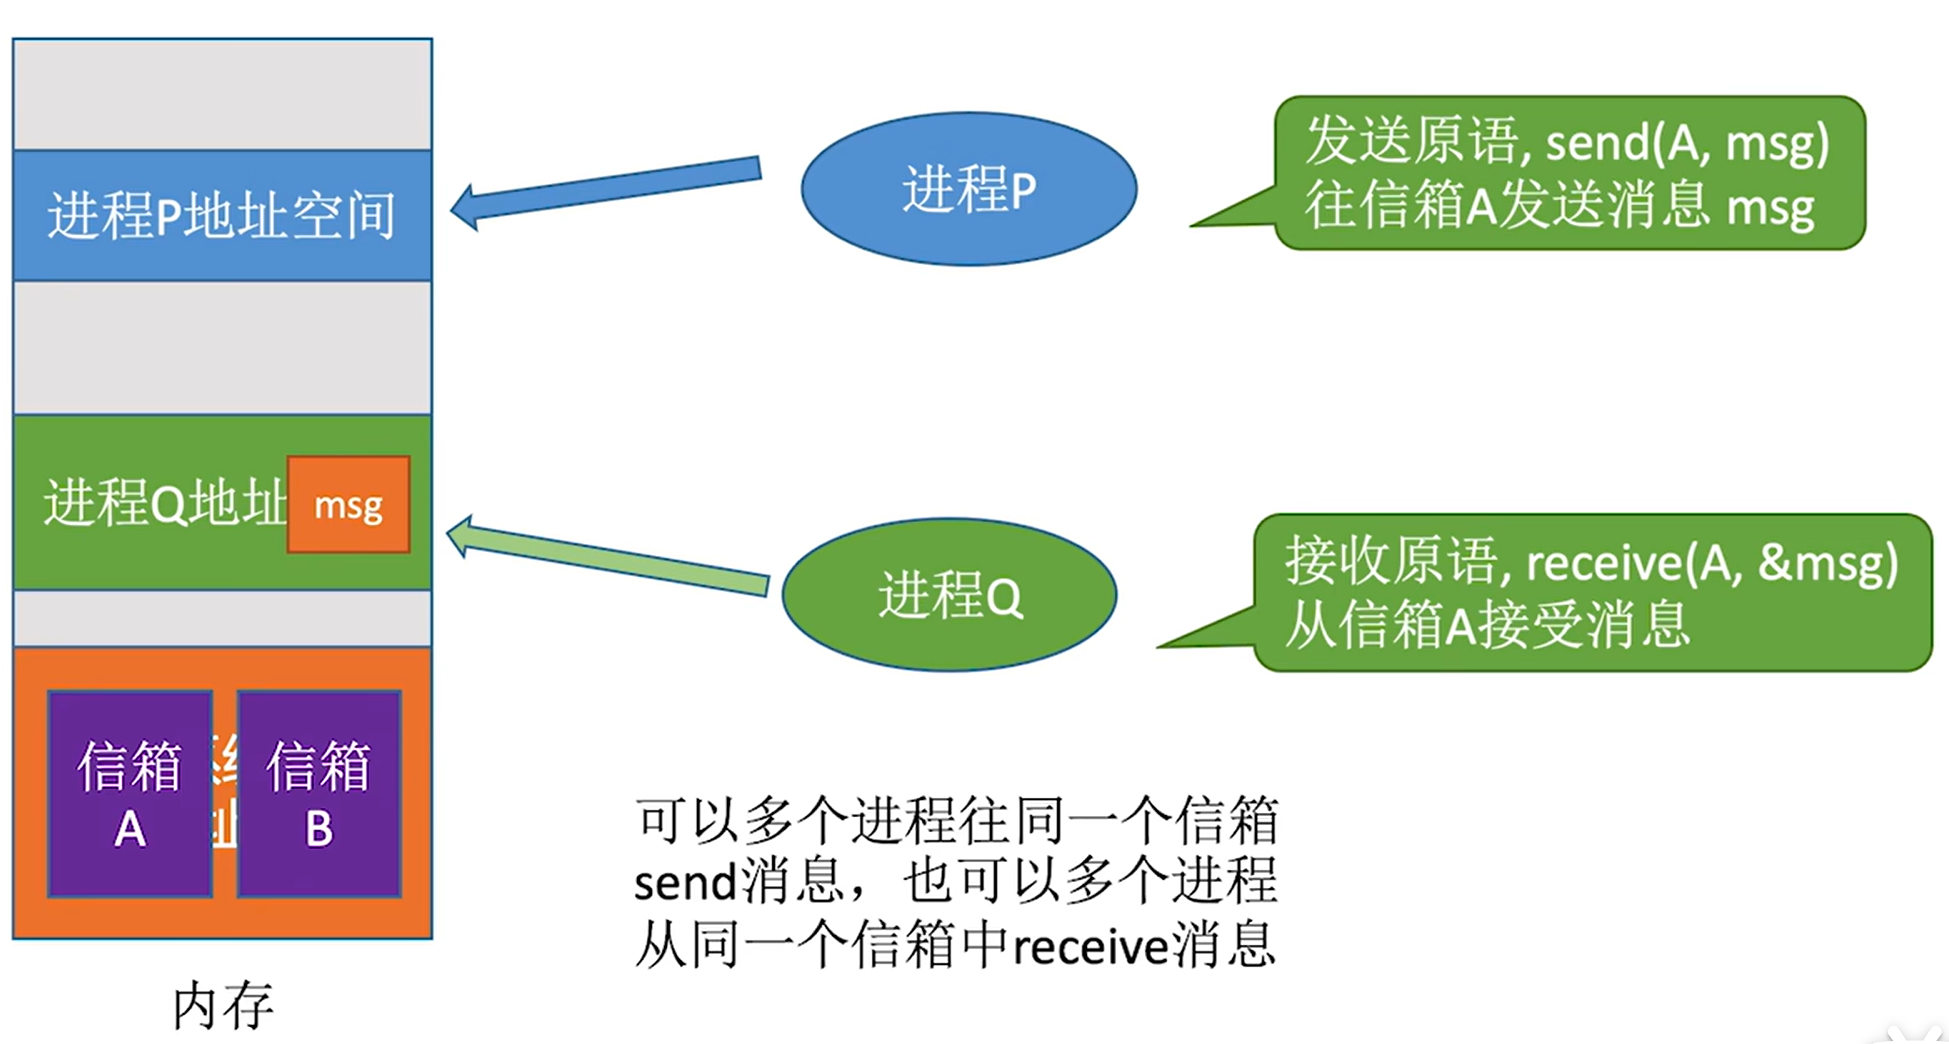 进程P地址空间
进程P
发送原语, send(A, msg)
往信箱A发送消息 msg
进程Q地址
msg
进程Q
接收原语, receive(A, &msg)
从信箱A接受消息
信箱
A
信箱
B
可以多个进程往同一个信箱
send消息，也可以多个进程
从同一个信箱中receive消息
内存